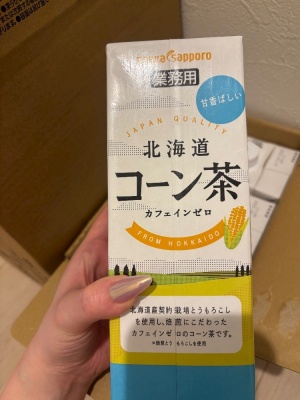 pokka sapporo
業務用
甘香ばしい
JAPAN QUALITY
北海道
コーン茶
カフェインゼロ
FROM HOKKAIDO
北海道産契約栽培とうもろこし
を使用し、焙煎にこだわった
カフェインゼロのコーン茶です。